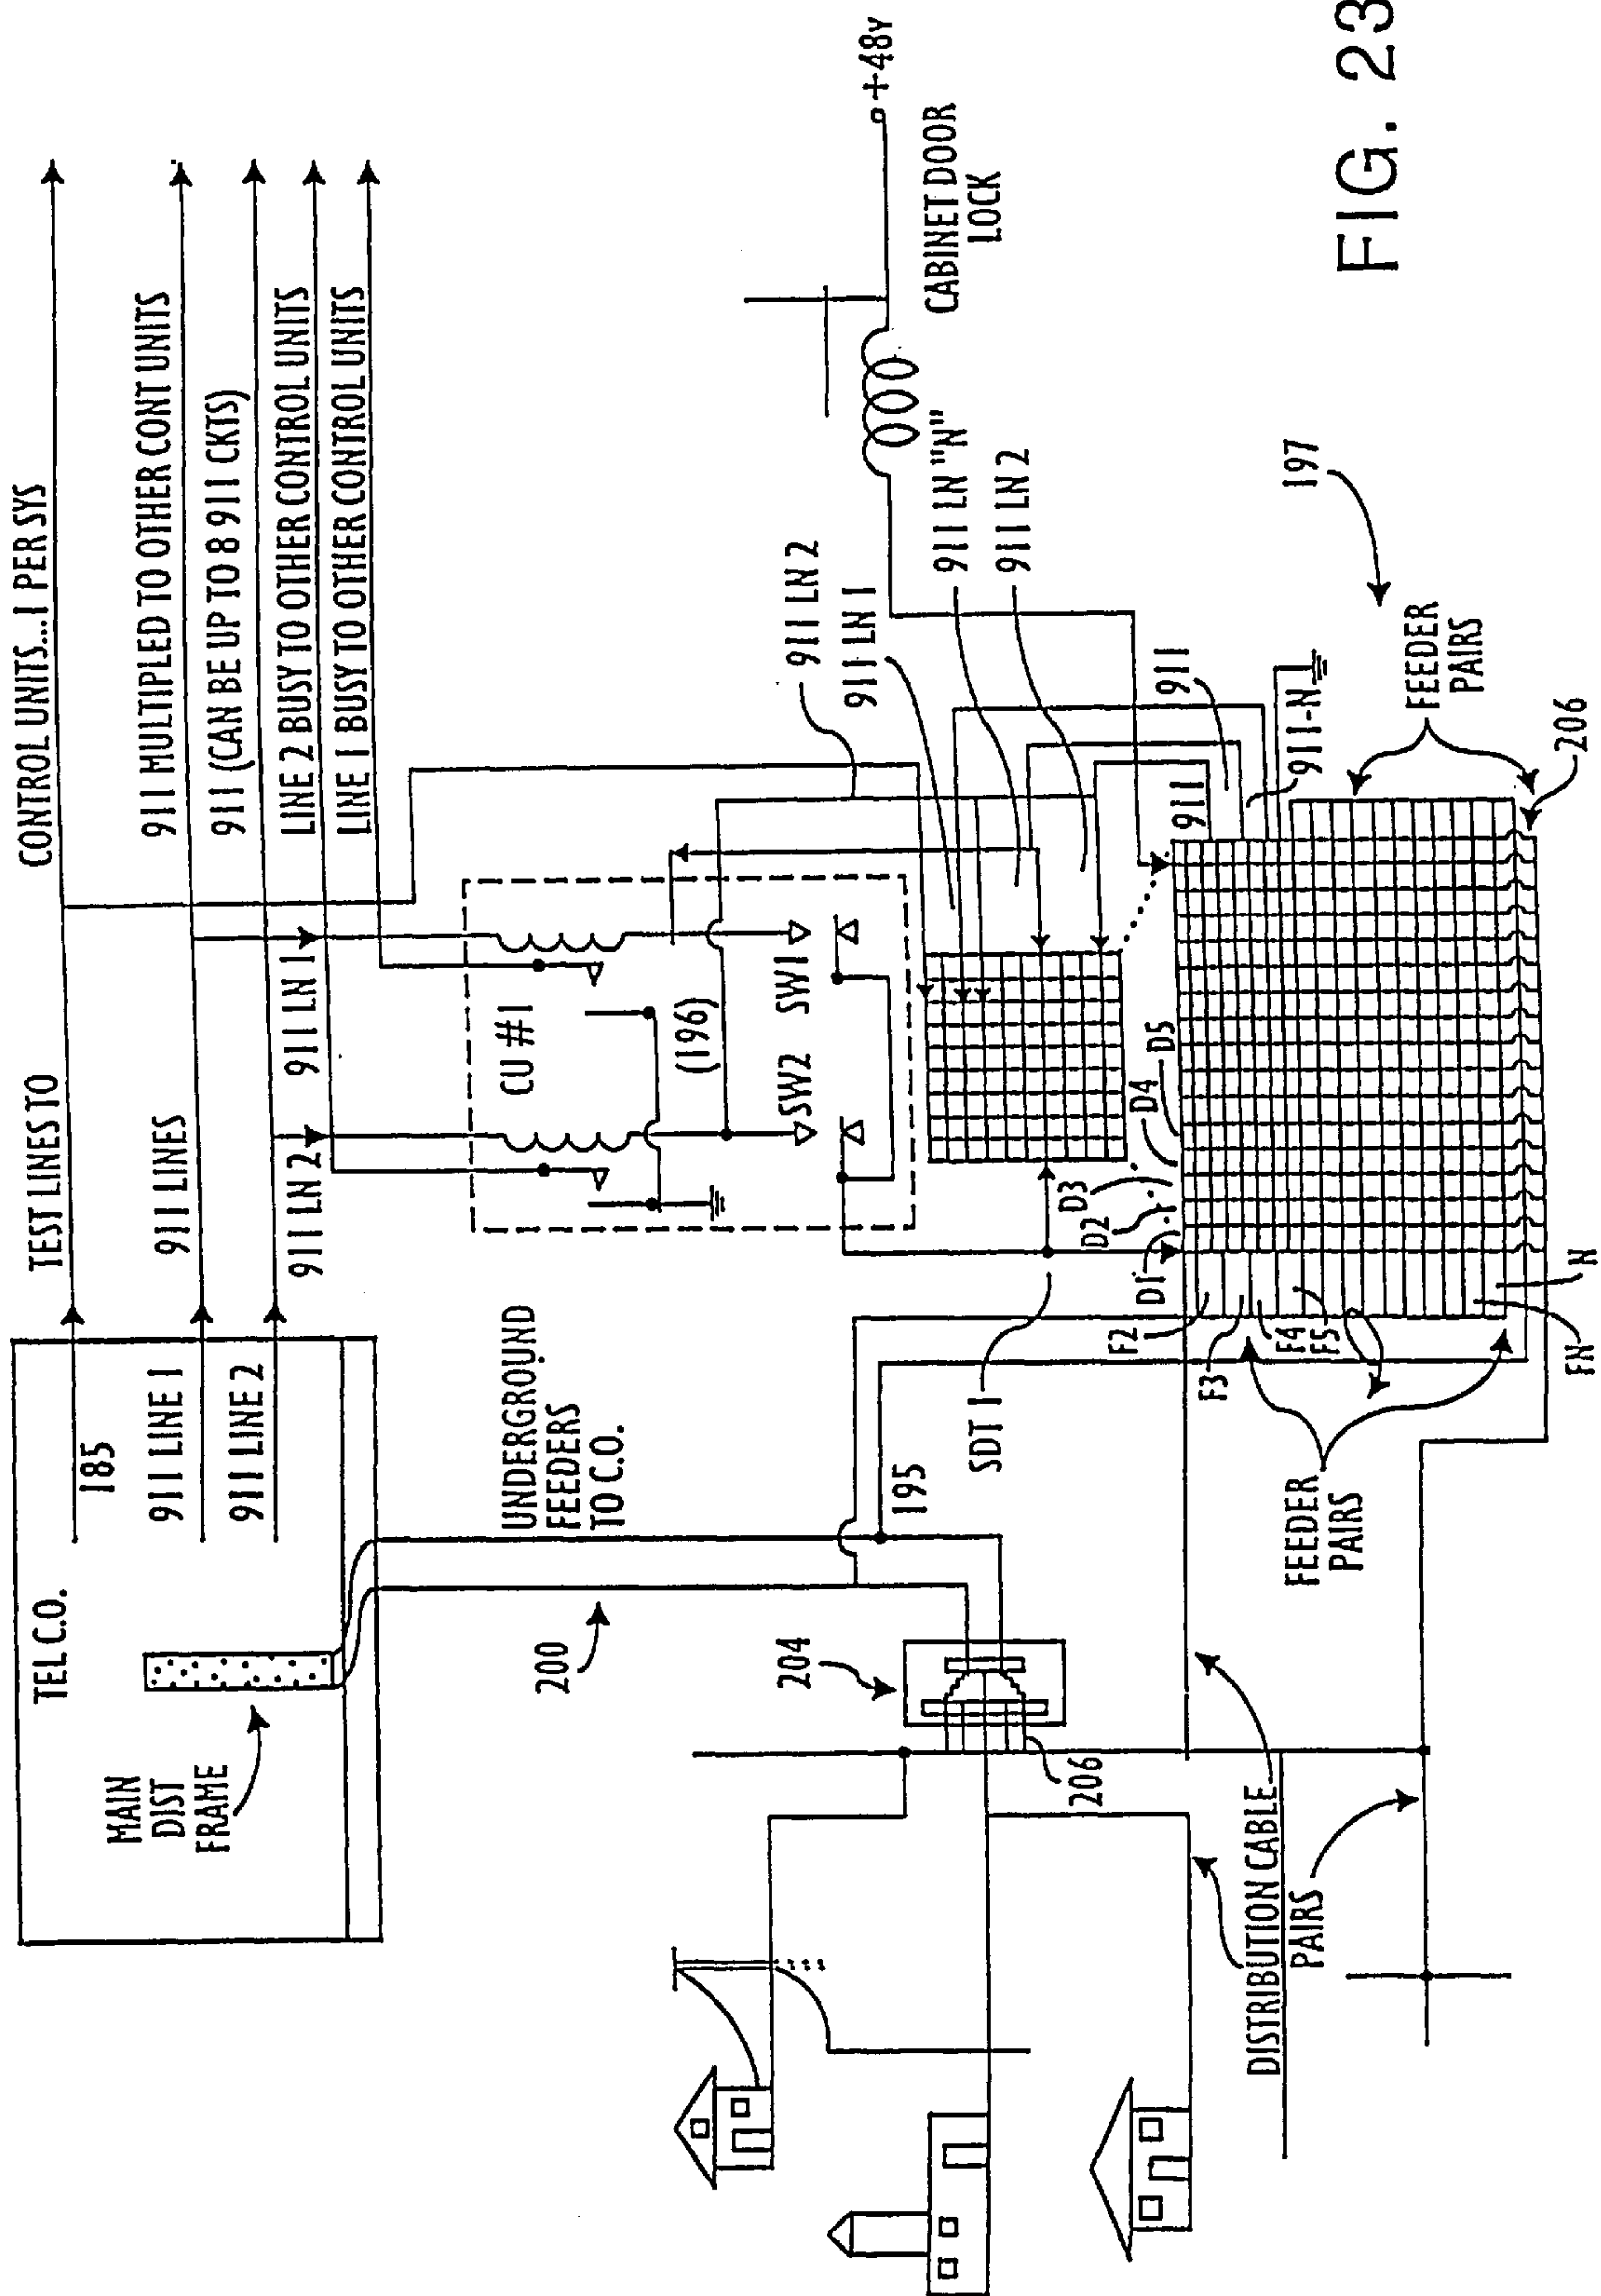 TEL C.O.
MAIN
DIST
FRAME
185
911 LINE 1
911 LINE 2
TEST LINES TO
CONTROL UNITS...1 PER SYS
911 LINES
911 MULTIPLED TO OTHER CONT UNITS
911 (CAN BE UP TO 8 911 CKTS)
LINE 2 BUSY TO OTHER CONTROL UNITS
LINE 1 BUSY TO OTHER CONTROL UNITS
911 LN 2
911 LN 1
UNDERGROUND
FEEDERS
TO C.O.
200
195
204
206
CU #1
(196)
SW2
SW1
911 LN 2
911 LN 1
911 LN "N"
911 LN 2
+48v
CABINET DOOR
LOCK
SDT 1
D1
D2
D3
D4
D5
911
911
911-N
F2
F3
F4
F5
FN
N
FEEDER
PAIRS
FEEDER
PAIRS
197
206
DISTRIBUTION CABLE
PAIRS
FIG. 23